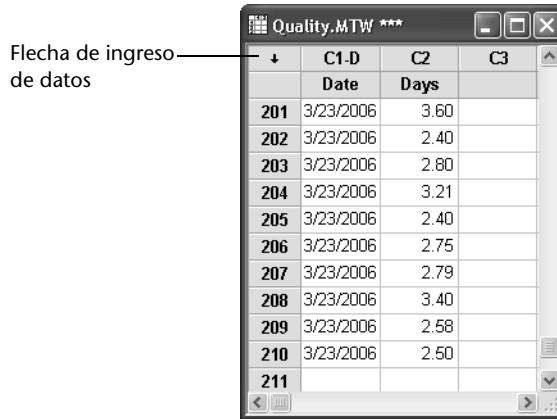 Quality.MTW ***
Flecha de ingreso
de datos
↓ C1-D C2 C3
Date Days
201 3/23/2006 3.60
202 3/23/2006 2.40
203 3/23/2006 2.80
204 3/23/2006 3.21
205 3/23/2006 2.40
206 3/23/2006 2.75
207 3/23/2006 2.79
208 3/23/2006 3.40
209 3/23/2006 2.58
210 3/23/2006 2.50
211